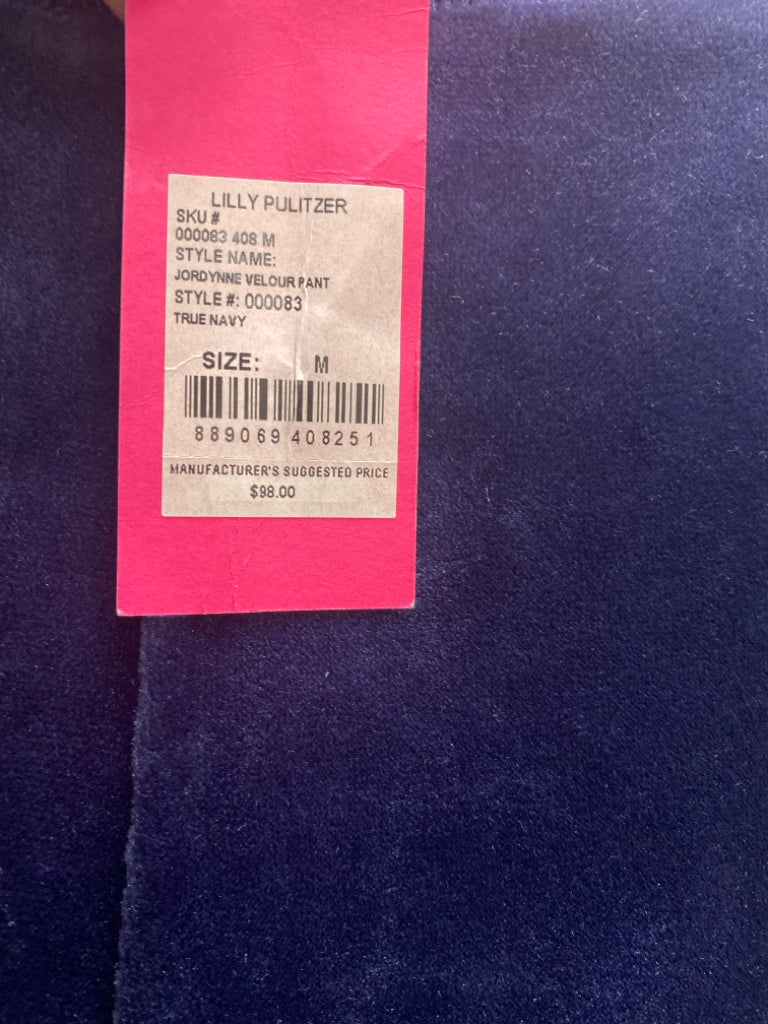 LILLY PULITZER
SKU #
000083 408 M
STYLE NAME:
JORDYNNE VELOUR PANT
STYLE #: 000083
TRUE NAVY
SIZE: M
889069 408251
MANUFACTURER'S SUGGESTED PRICE
$98.00